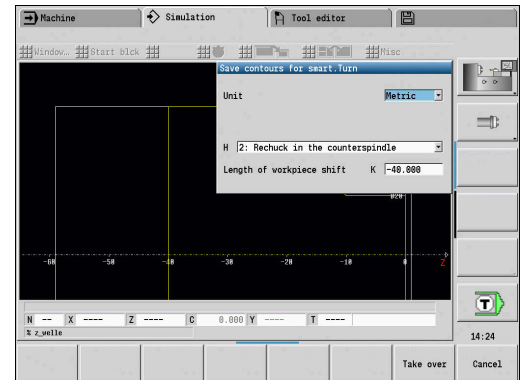 Machine Simulation Tool editor
Window... Start blck Misc
Save contours for smart.Turn
Unit Metric
H 2: Rechuck in the counterspindle
Length of workpiece shift K -40.000
ø20
-60 -50 -40 -30 -20 -10 0 Z
N -- X ---- Z ---- C 0.000 Y ---- T ----
% z_welle
T
14:24
Take over Cancel